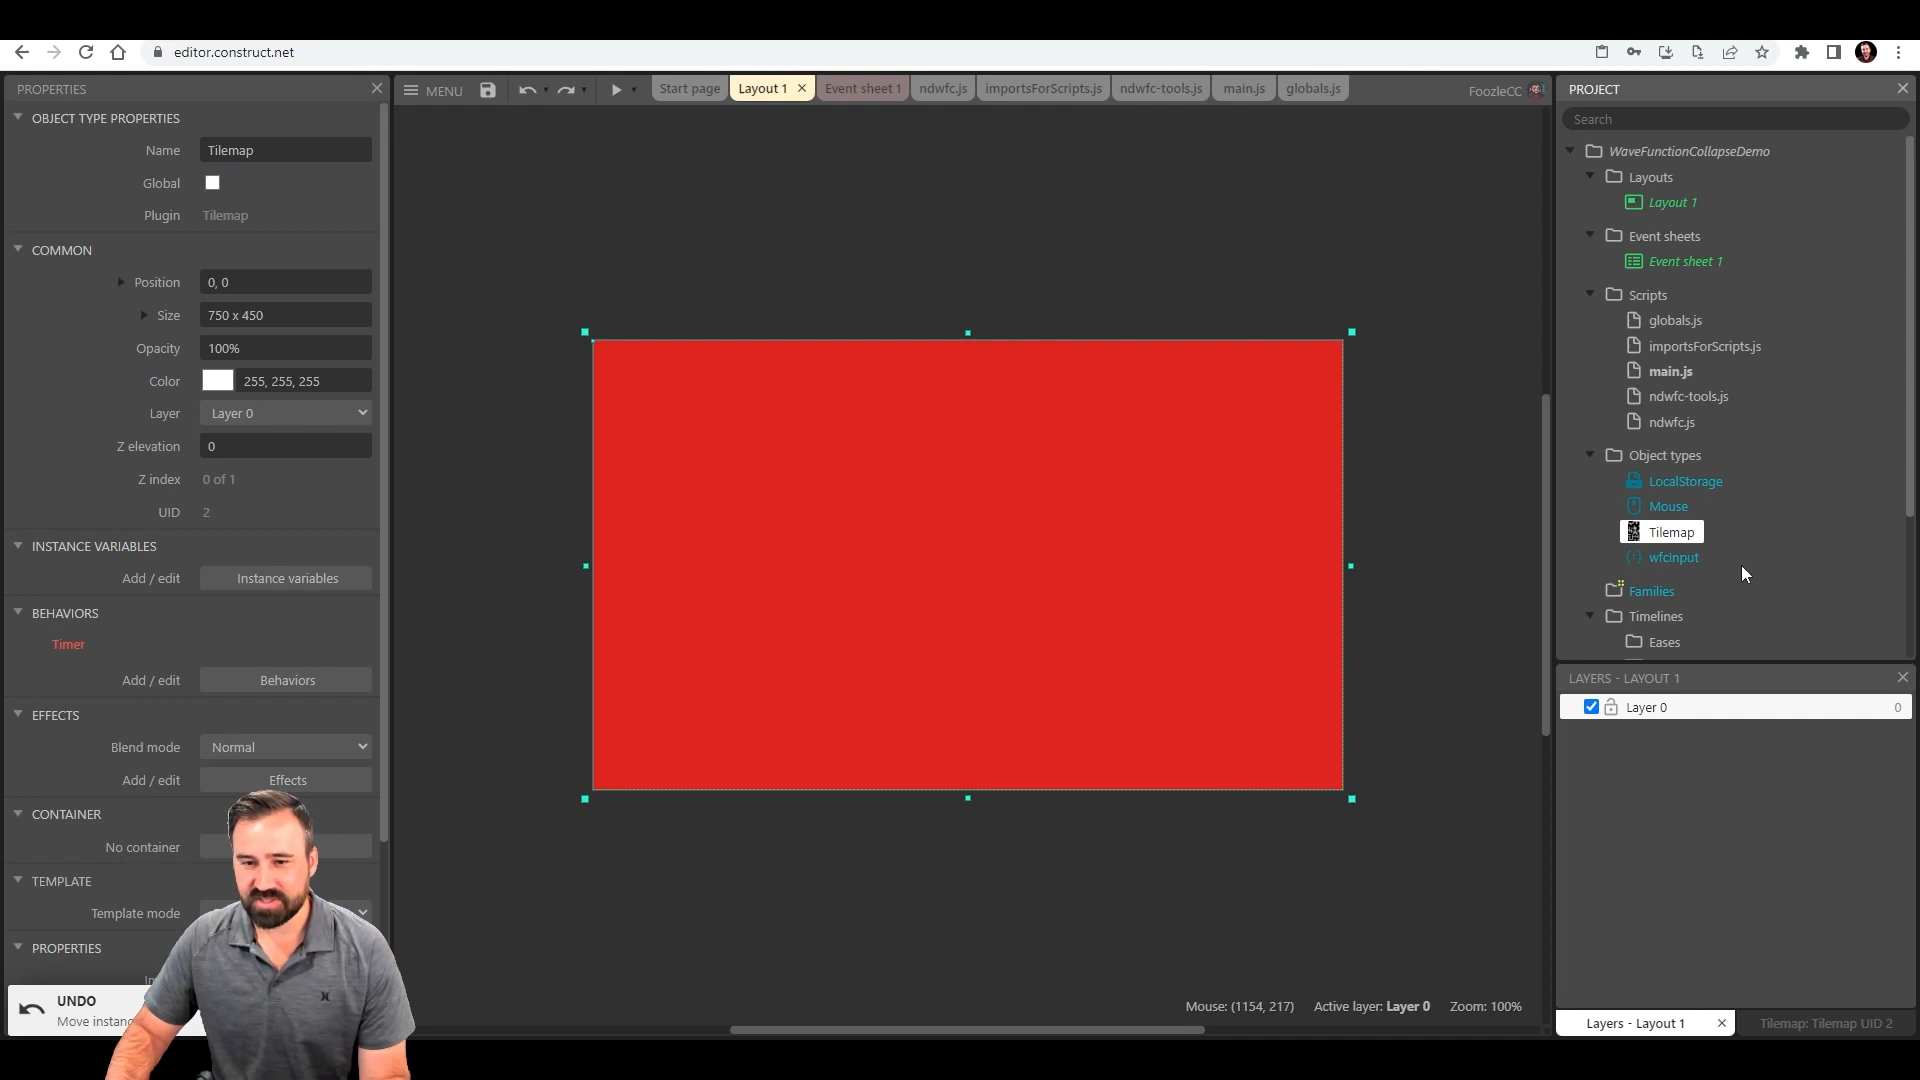 editor.construct.net
PROPERTIES
OBJECT TYPE PROPERTIES
Name Tilemap
Global
Plugin Tilemap
COMMON
Position 0, 0
Size 750 x 450
Opacity 100%
Color 255, 255, 255
Layer Layer 0
Z elevation 0
Z index 0 of 1
UID 2
INSTANCE VARIABLES
Add / edit Instance variables
BEHAVIORS
Timer
Add / edit Behaviors
EFFECTS
Blend mode Normal
Add / edit Effects
CONTAINER
No container
TEMPLATE
Template mode
PROPERTIES
UNDO
Move
MENU
Start page Layout 1 Event sheet 1 ndwfc.js importsForScripts.js ndwfc-tools.js main.js globals.js
FoozleCC
Mouse: (1154, 217) Active layer: Layer 0 Zoom: 100%
PROJECT
Search
WaveFunctionCollapseDemo
Layouts
Layout 1
Event sheets
Event sheet 1
Scripts
globals.js
importsForScripts.js
main.js
ndwfc-tools.js
ndwfc.js
Object types
LocalStorage
Mouse
Tilemap
wfcInput
Families
Timelines
Eases
LAYERS - LAYOUT 1
Layer 0 0
Layers - Layout 1 Tilemap: Tilemap UID 2